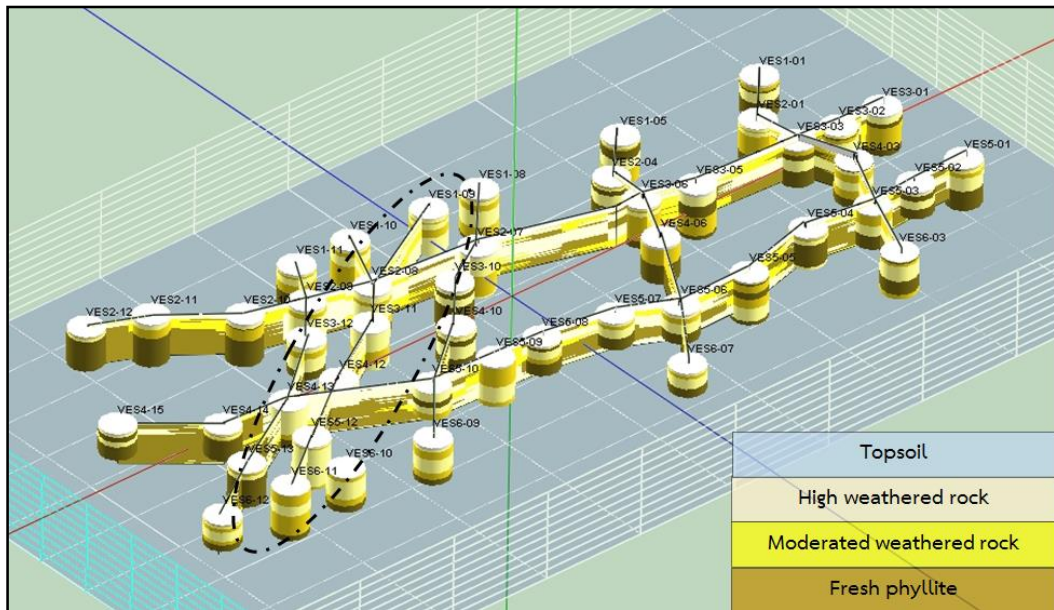 VES1-01
VES3-01
VES2-01
VES3-02
VES3-03
VES1-05
VES4-03
VES5-01
VES2-04
VES5-02
VES1-08
VES3-05
VES1-09
VES3-06
VES5-03
VES1-10
VES4-06
VES5-04
VES1-11
VES2-07
VES6-03
VES2-08
VES3-10
VES5-05
VES2-09
VES2-12
VES2-11
VES2-10
VES5-06
VES5-07
VES3-11
VES4-10
VES3-12
VES5-08
VES5-09
VES4-12
VES6-07
VES5-10
VES4-13
VES4-15
VES4-14
VES5-12
VES6-09
VES5-13
VES6-10
VES6-11
VES6-12
Topsoil
High weathered rock
Moderated weathered rock
Fresh phyllite